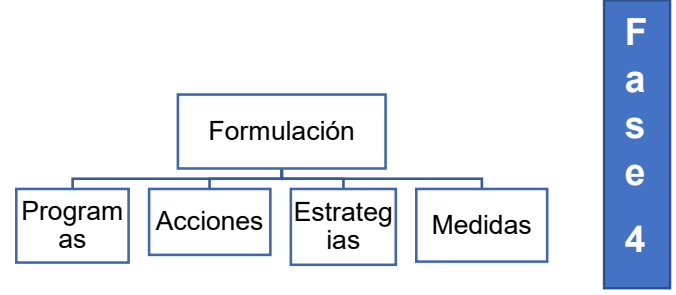 Formulación
Program
as
Acciones
Estrateg
ias
Medidas
F
a
s
e
4